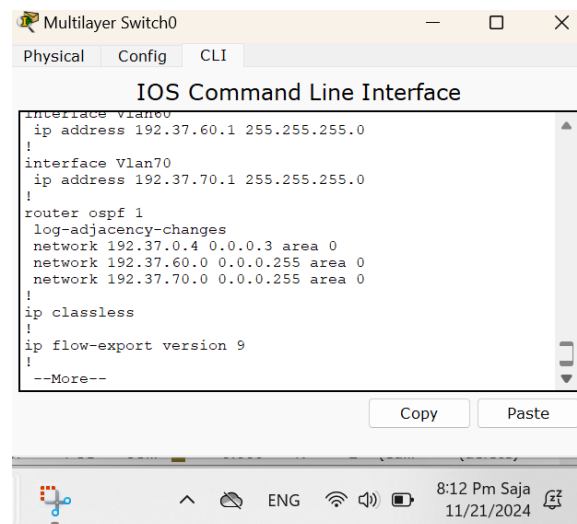 Multilayer Switch0
Physical Config CLI
IOS Command Line Interface
interface Vlan60
 ip address 192.37.60.1 255.255.255.0
!
interface Vlan70
 ip address 192.37.70.1 255.255.255.0
!
router ospf 1
 log-adjacency-changes
 network 192.37.0.4 0.0.0.3 area 0
 network 192.37.60.0 0.0.0.255 area 0
 network 192.37.70.0 0.0.0.255 area 0
!
ip classless
!
ip flow-export version 9
!
 --More--
Copy Paste
ENG 8:12 Pm Saja
11/21/2024